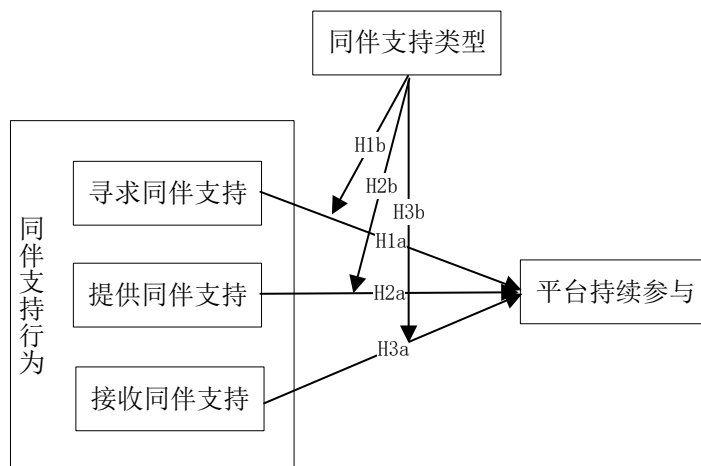 同伴支持类型
H1b
H2b
H3b
同伴支持行为
寻求同伴支持
H1a
提供同伴支持
H2a
平台持续参与
H3a
接收同伴支持